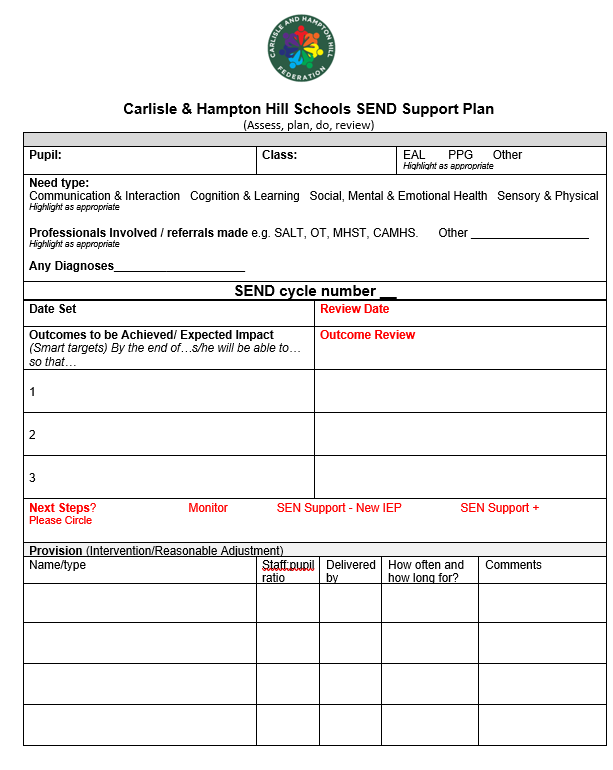 CARLISLE AND HAMPTON HILL
FEDERATION
Carlisle & Hampton Hill Schools SEND Support Plan
(Assess, plan, do, review)
Pupil: Class: EAL PPG Other
Highlight as appropriate
Need type:
Communication & Interaction Cognition & Learning Social, Mental & Emotional Health Sensory & Physical
Highlight as appropriate
Professionals Involved / referrals made e.g. SALT, OT, MHST, CAMHS. Other __________________
Highlight as appropriate
Any Diagnoses____________________
SEND cycle number __
Date Set Review Date
Outcomes to be Achieved/ Expected Impact Outcome Review
(Smart targets) By the end of…s/he will be able to…
so that…
1
2
3
Next Steps? Monitor SEN Support - New IEP SEN Support +
Please Circle
Provision (Intervention/Reasonable Adjustment)
Name/type Staff:pupil Delivered How often and Comments
ratio by how long for?